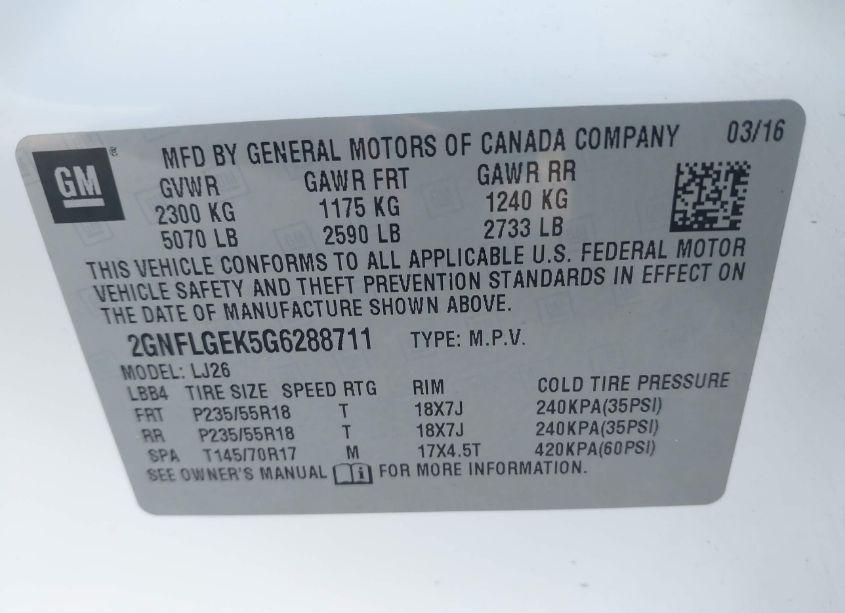 GM
MFD BY GENERAL MOTORS OF CANADA COMPANY 03/16
GVWR GAWR FRT GAWR RR
2300 KG 1175 KG 1240 KG
5070 LB 2590 LB 2733 LB
THIS VEHICLE CONFORMS TO ALL APPLICABLE U.S. FEDERAL MOTOR
VEHICLE SAFETY AND THEFT PREVENTION STANDARDS IN EFFECT ON
THE DATE OF MANUFACTURE SHOWN ABOVE.
2GNFLGEK5G6288711 TYPE: M.P.V.
MODEL: LJ26
LBB4 TIRE SIZE SPEED RTG RIM COLD TIRE PRESSURE
FRT P235/55R18 T 18X7J 240KPA(35PSI)
RR P235/55R18 T 18X7J 240KPA(35PSI)
SPA T145/70R17 M 17X4.5T 420KPA(60PSI)
SEE OWNER'S MANUAL i FOR MORE INFORMATION.